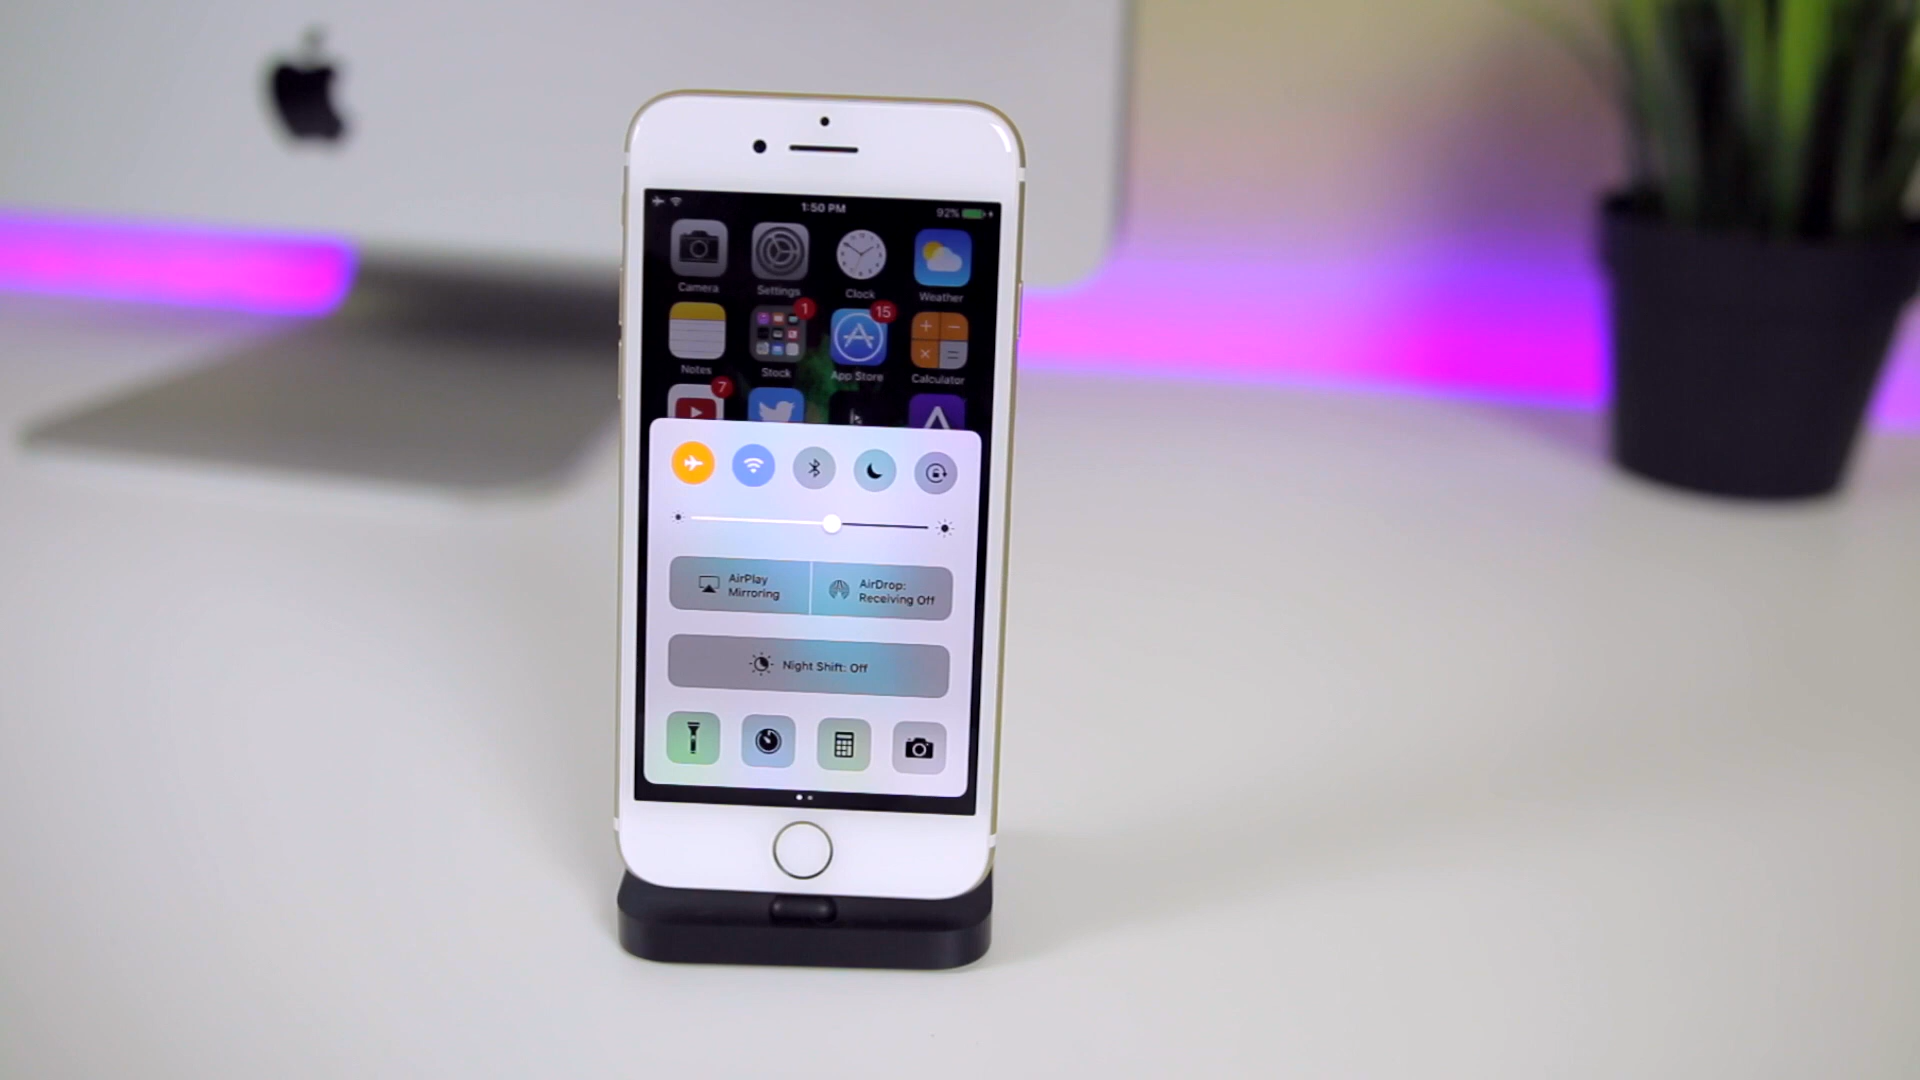 1:50 PM
92%
Camera
Settings
Clock
Weather
1
15
Notes
Stock
App Store
Calculator
7
AirPlay
Mirroring
AirDrop:
Receiving Off
Night Shift: Off